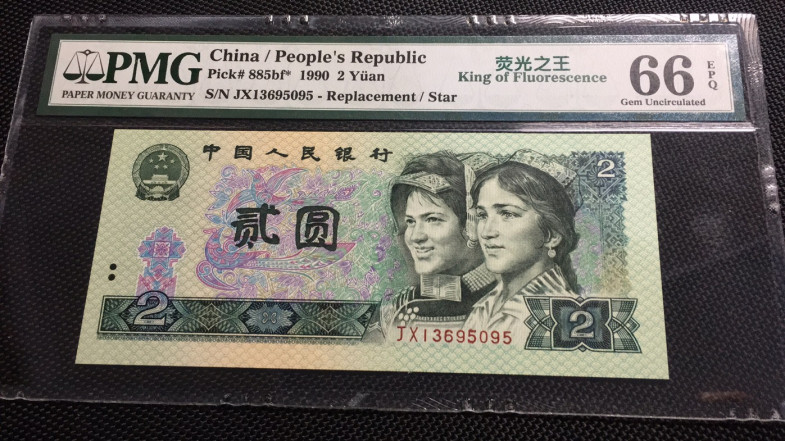 PMG
PAPER MONEY GUARANTY
China / People's Republic
Pick# 885bf* 1990 2 Yüan
S/N JX13695095 - Replacement / Star
荧光之王
King of Fluorescence
66 EPQ
Gem Uncirculated
中国人民银行
2
贰圆
2
JX13695095
2